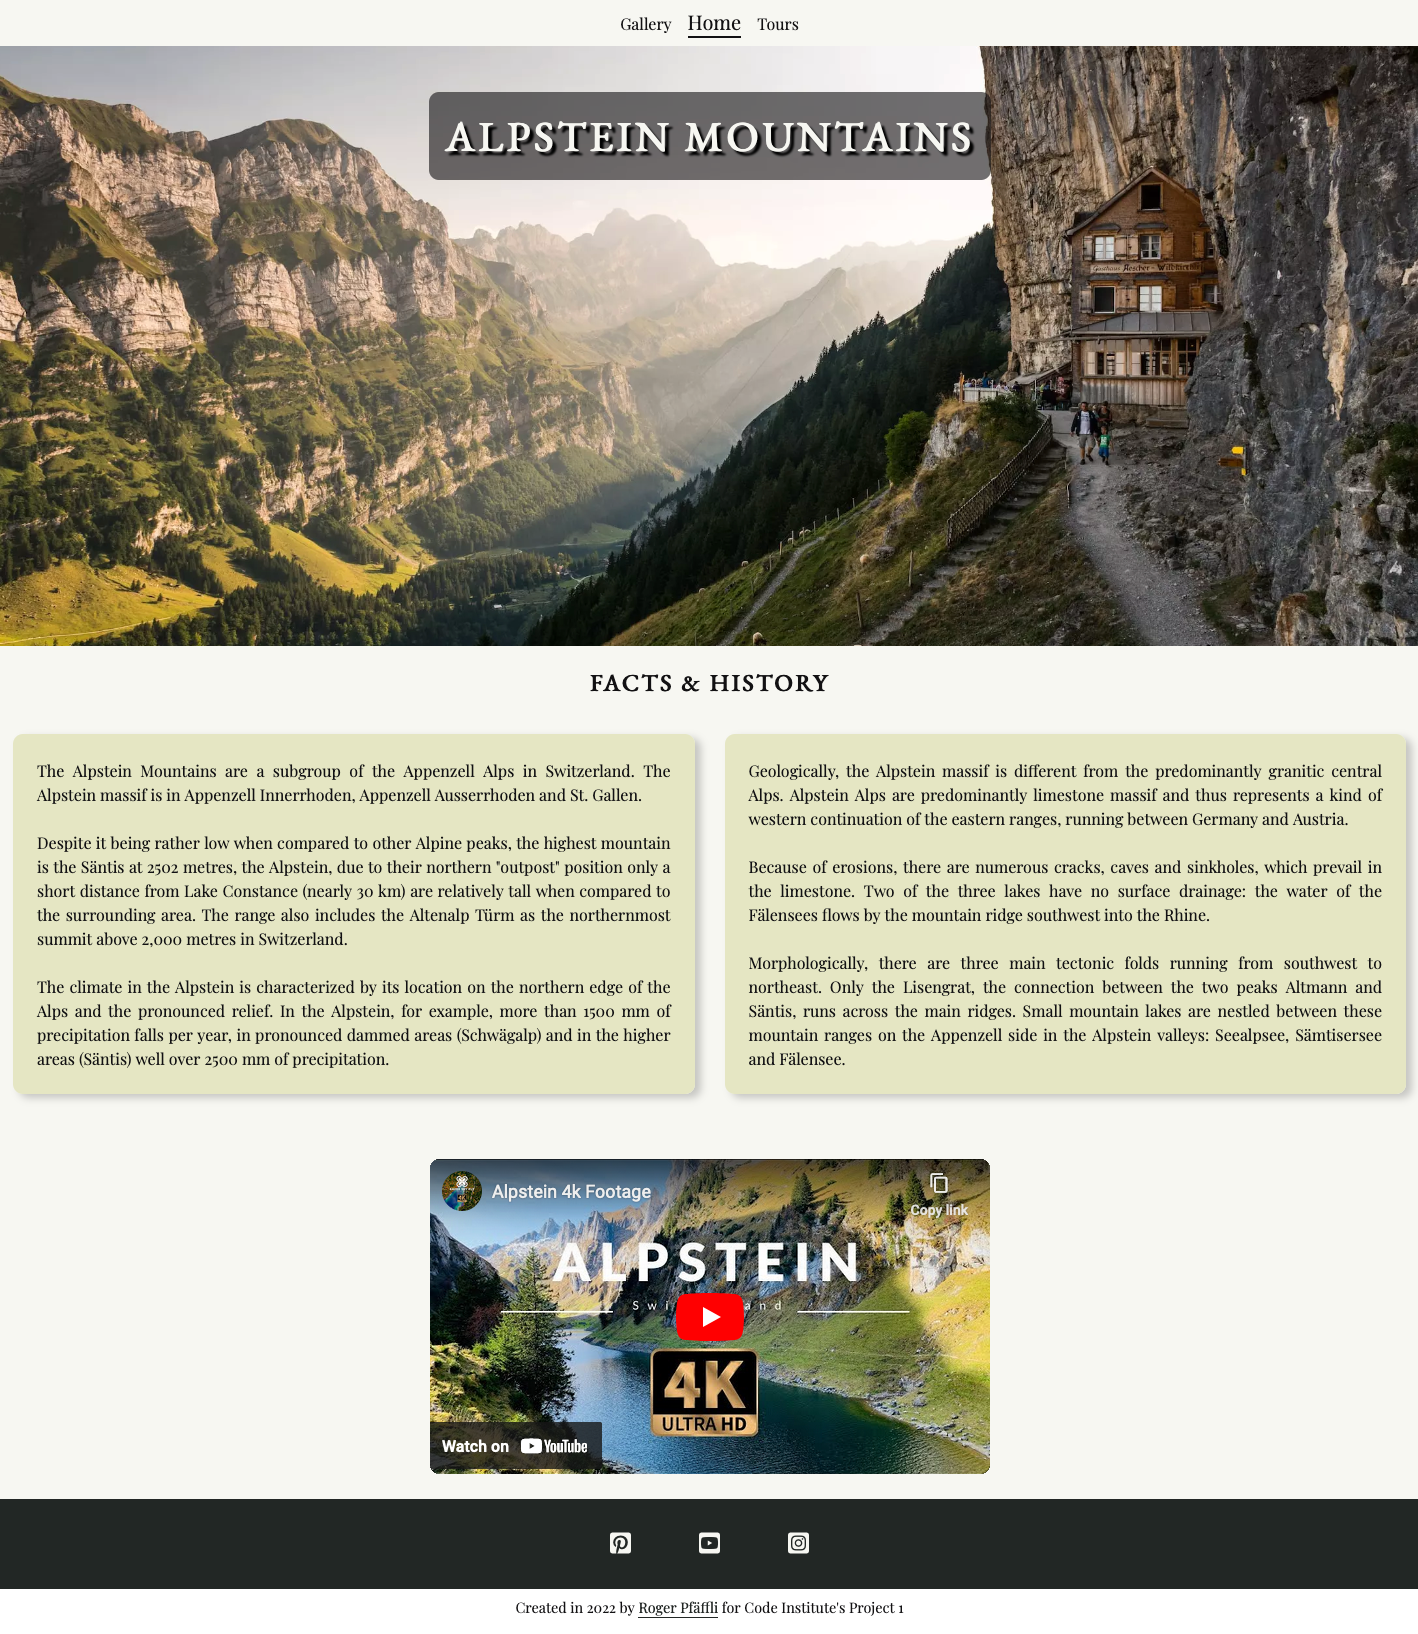 Gallery Home Tours
ALPSTEIN MOUNTAINS
Gasthaus Aescher - Wildkirchli
FACTS & HISTORY
The Alpstein Mountains are a subgroup of the Appenzell Alps in Switzerland. The
Alpstein massif is in Appenzell Innerrhoden, Appenzell Ausserrhoden and St. Gallen.
Despite it being rather low when compared to other Alpine peaks, the highest mountain
is the Säntis at 2502 metres, the Alpstein, due to their northern "outpost" position only a
short distance from Lake Constance (nearly 30 km) are relatively tall when compared to
the surrounding area. The range also includes the Altenalp Türm as the northernmost
summit above 2,000 metres in Switzerland.
The climate in the Alpstein is characterized by its location on the northern edge of the
Alps and the pronounced relief. In the Alpstein, for example, more than 1500 mm of
precipitation falls per year, in pronounced dammed areas (Schwägalp) and in the higher
areas (Säntis) well over 2500 mm of precipitation.
Geologically, the Alpstein massif is different from the predominantly granitic central
Alps. Alpstein Alps are predominantly limestone massif and thus represents a kind of
western continuation of the eastern ranges, running between Germany and Austria.
Because of erosions, there are numerous cracks, caves and sinkholes, which prevail in
the limestone. Two of the three lakes have no surface drainage: the water of the
Fälensees flows by the mountain ridge southwest into the Rhine.
Morphologically, there are three main tectonic folds running from southwest to
northeast. Only the Lisengrat, the connection between the two peaks Altmann and
Säntis, runs across the main ridges. Small mountain lakes are nestled between these
mountain ranges on the Appenzell side in the Alpstein valleys: Seealpsee, Sämtisersee
and Fälensee.
Alpstein 4k Footage
Copy link
ALPSTEIN
4K
ULTRA HD
Watch on YouTube
Created in 2022 by Roger Pfäffli for Code Institute's Project 1